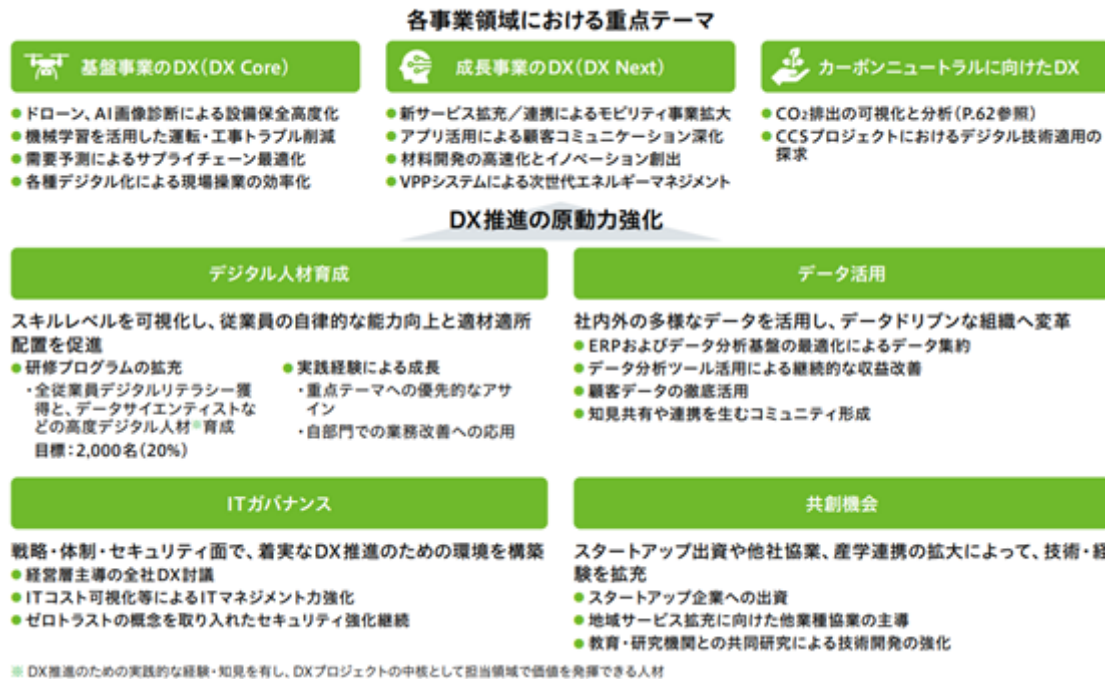 各事業領域における重点テーマ
基盤事業のDX(DX Core)
●ドローン、AI画像診断による設備保全高度化
●機械学習を活用した運転・工事トラブル削減
●需要予測によるサプライチェーン最適化
●各種デジタル化による現場操業の効率化
成長事業のDX(DX Next)
●新サービス拡充/連携によるモビリティ事業拡大
●アプリ活用による顧客コミュニケーション深化
●材料開発の高速化とイノベーション創出
●VPPシステムによる次世代エネルギーマネジメント
カーボンニュートラルに向けたDX
●CO₂排出の可視化と分析(P.62参照)
●CCSプロジェクトにおけるデジタル技術適用の
探求
DX推進の原動力強化
デジタル人材育成
スキルレベルを可視化し、従業員の自律的な能力向上と適材適所
配置を促進
●研修プログラムの拡充
・全従業員デジタルリテラシー獲
得と、データサイエンティストな
どの高度デジタル人材※育成
目標:2,000名(20%)
●実践経験による成長
・重点テーマへの優先的なアサ
イン
・自部門での業務改善への応用
データ活用
社内外の多様なデータを活用し、データドリブンな組織へ変革
●ERPおよびデータ分析基盤の最適化によるデータ集約
●データ分析ツール活用による継続的な収益改善
●顧客データの徹底活用
●知見共有や連携を生むコミュニティ形成
ITガバナンス
戦略・体制・セキュリティ面で、着実なDX推進のための環境を構築
●経営層主導の全社DX討議
●ITコスト可視化等によるITマネジメント力強化
●ゼロトラストの概念を取り入れたセキュリティ強化継続
共創機会
スタートアップ出資や他社協業、産学連携の拡大によって、技術・経
験を拡充
●スタートアップ企業への出資
●地域サービス拡充に向けた他業種協業の主導
●教育・研究機関との共同研究による技術開発の強化
※ DX推進のための実践的な経験・知見を有し、DXプロジェクトの中核として担当領域で価値を発揮できる人材